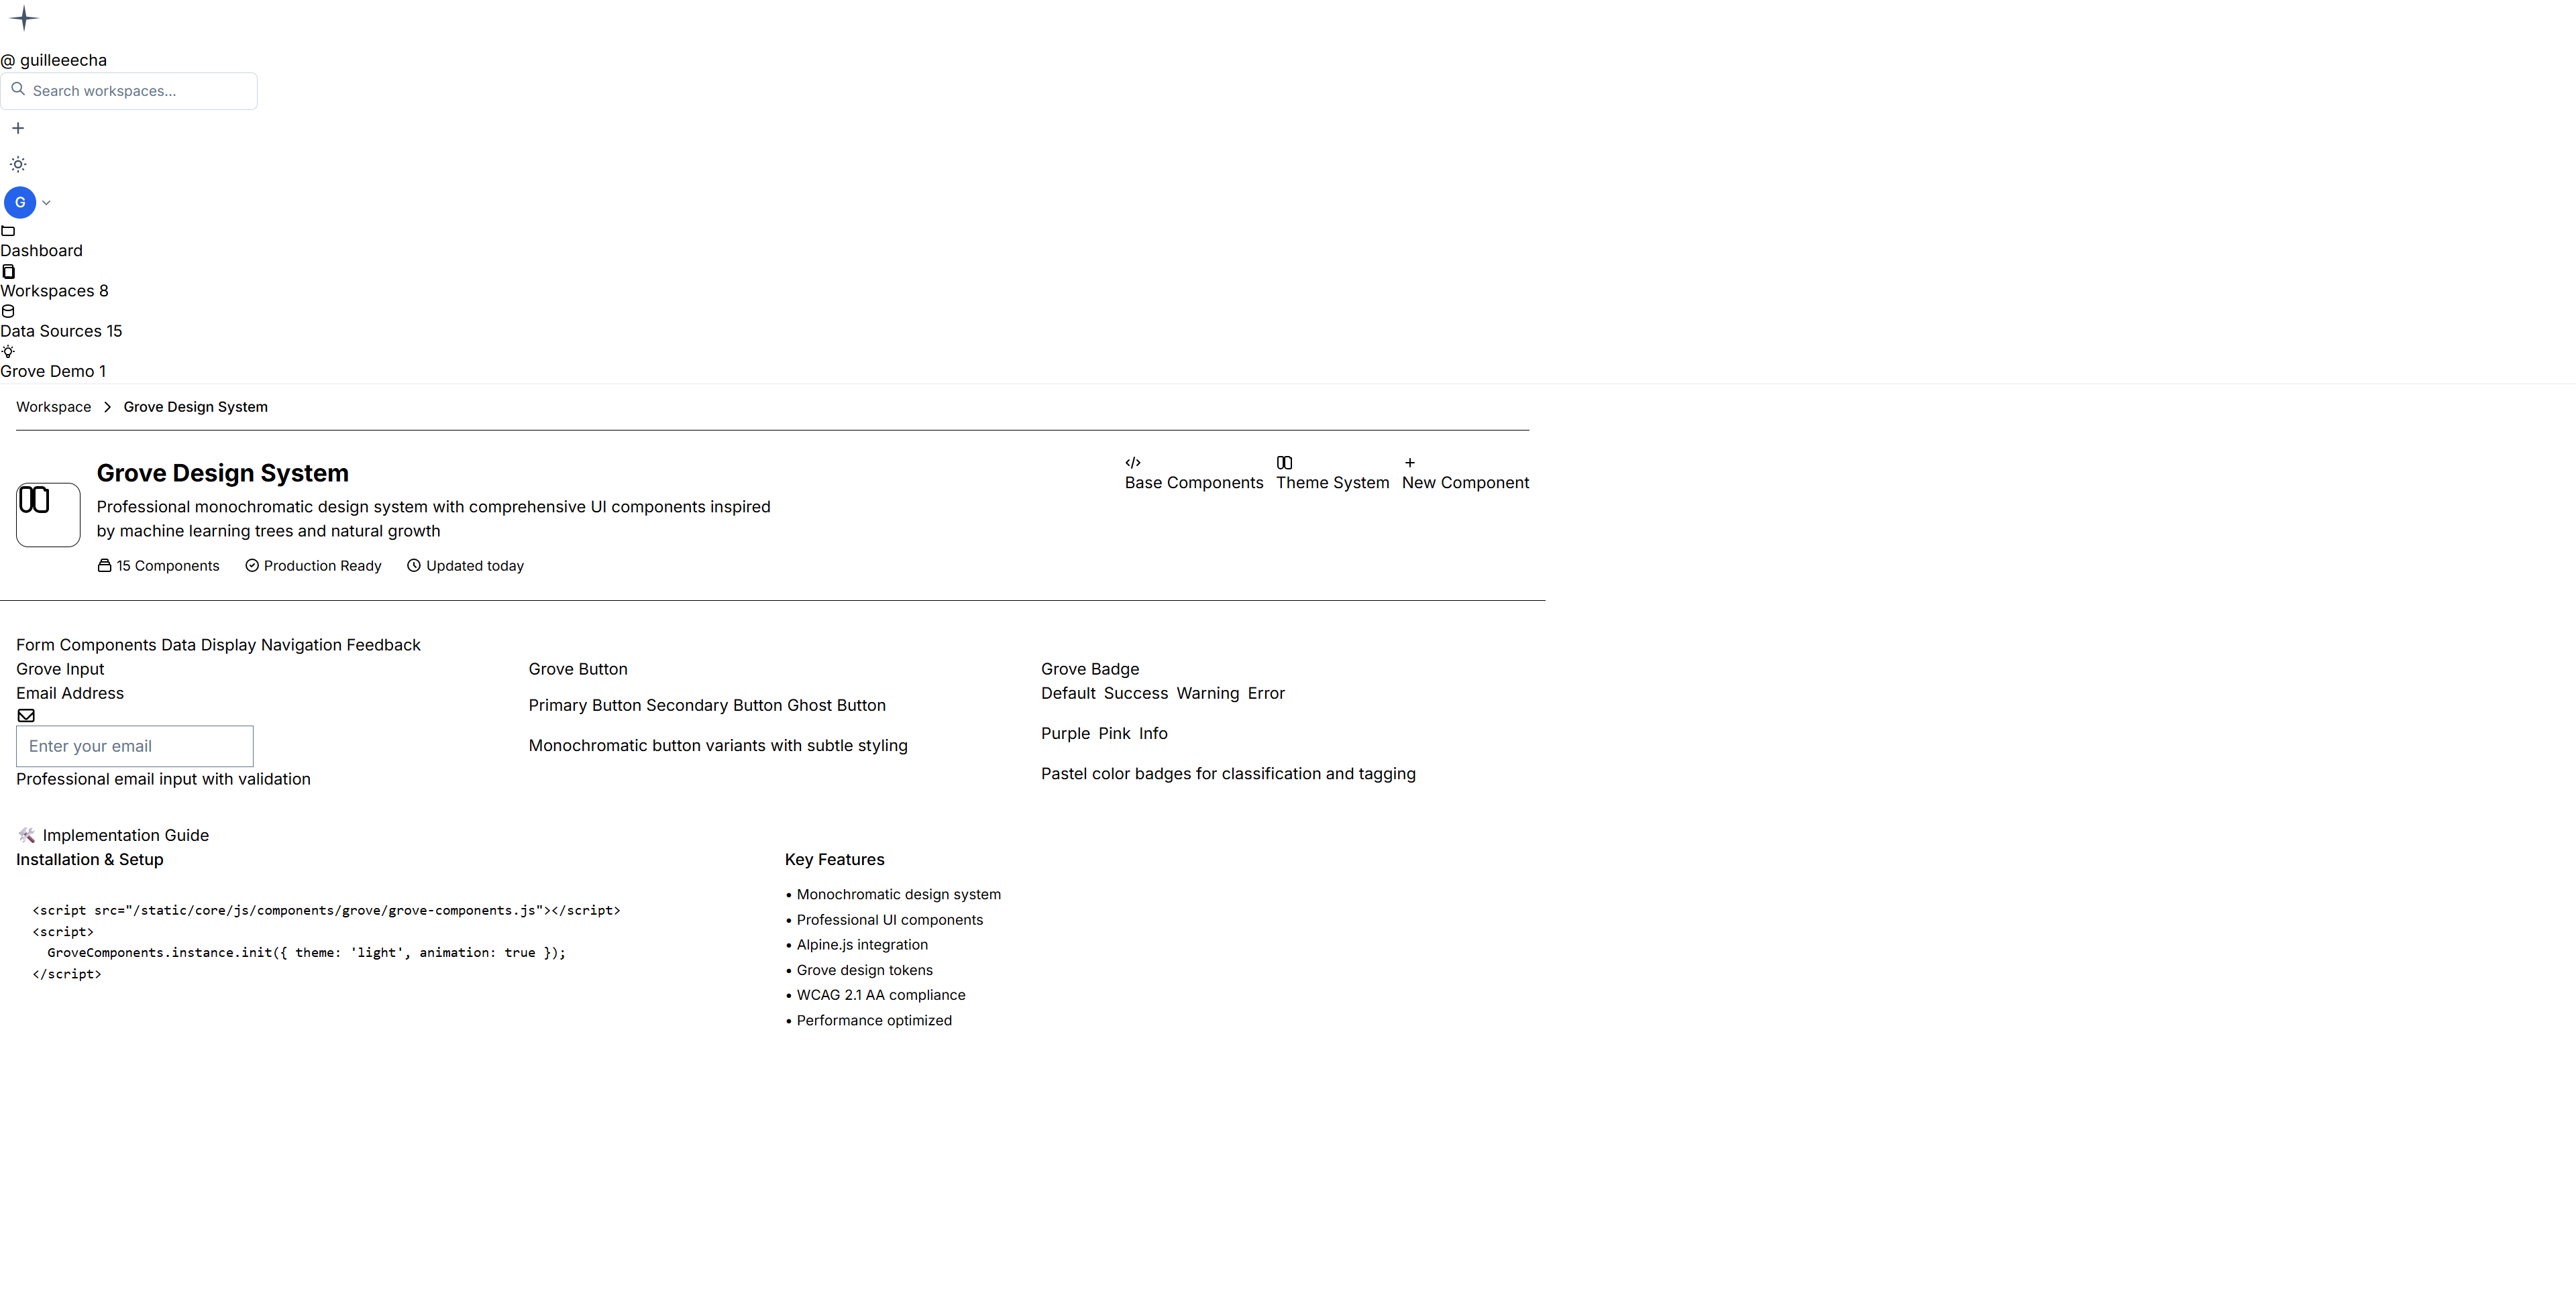 @ guilleeecha
Search workspaces...
G
Dashboard
Workspaces 8
Data Sources 15
Grove Demo 1
Workspace > Grove Design System
Grove Design System
Professional monochromatic design system with comprehensive UI components inspired
by machine learning trees and natural growth
15 Components Production Ready Updated today
Base Components Theme System New Component
Form Components Data Display Navigation Feedback
Grove Input
Email Address
Enter your email
Professional email input with validation
Grove Button
Primary Button Secondary Button Ghost Button
Monochromatic button variants with subtle styling
Grove Badge
Default Success Warning Error
Purple Pink Info
Pastel color badges for classification and tagging
🛠️ Implementation Guide
Installation & Setup
<script src="/static/core/js/components/grove/grove-components.js"></script>
<script>
  GroveComponents.instance.init({ theme: 'light', animation: true });
</script>
Key Features
• Monochromatic design system
• Professional UI components
• Alpine.js integration
• Grove design tokens
• WCAG 2.1 AA compliance
• Performance optimized